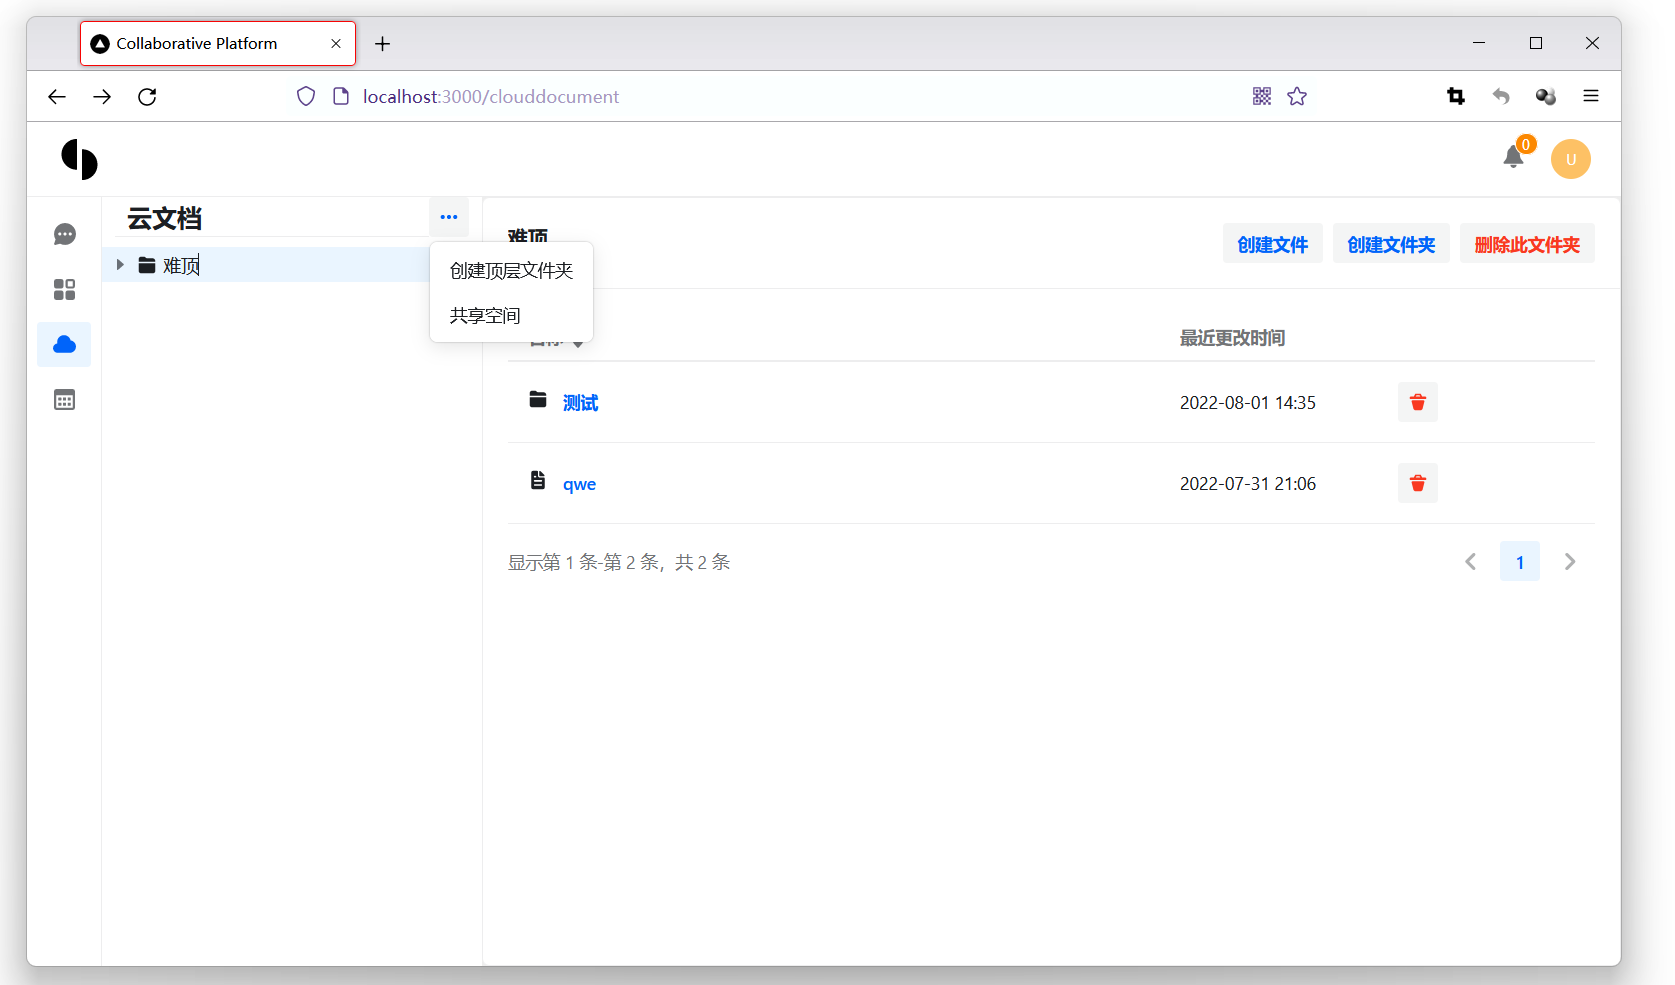 Collaborative Platform
localhost:3000/clouddocument
0
U
云文档
难顶
创建顶层文件夹
共享空间
难顶
创建文件
创建文件夹
删除此文件夹
最近更改时间
测试
2022-08-01 14:35
qwe
2022-07-31 21:06
显示第 1 条-第 2 条，共 2 条
1